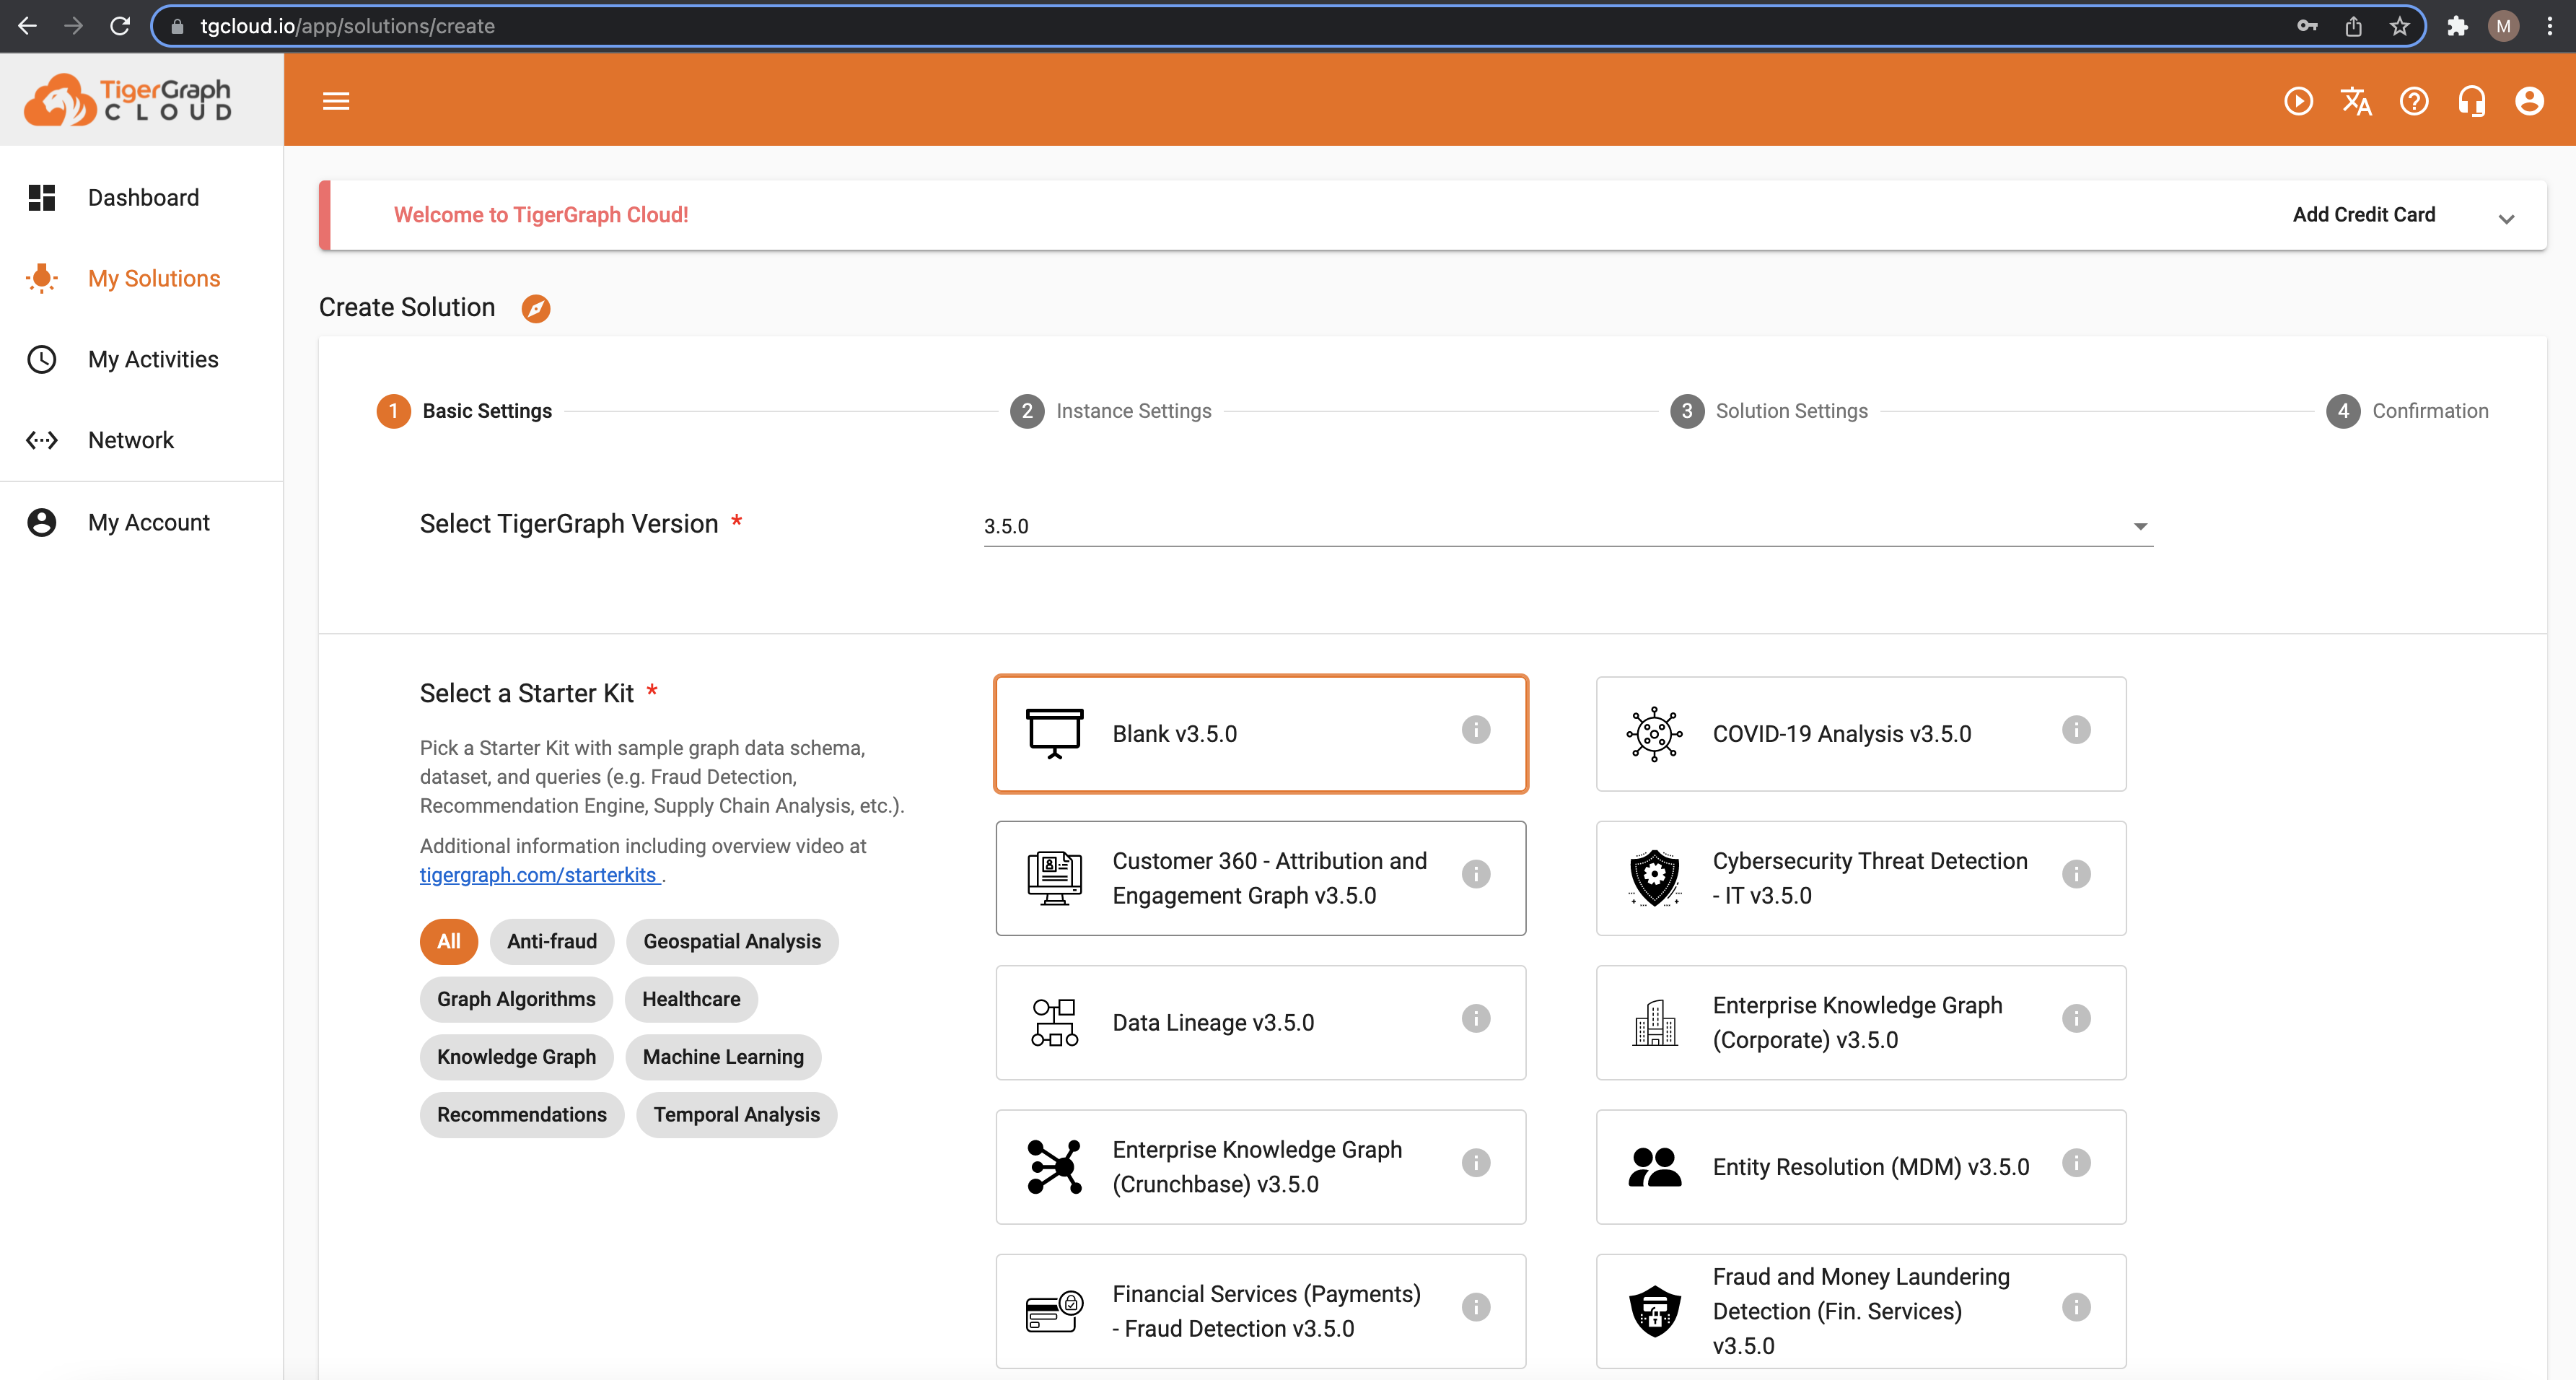 tgcloud.io/app/solutions/create
M
TigerGraph
CLOUD
Dashboard
My Solutions
My Activities
Network
My Account
Welcome to TigerGraph Cloud!
Add Credit Card
Create Solution
1 Basic Settings
2 Instance Settings
3 Solution Settings
4 Confirmation
Select TigerGraph Version *
3.5.0
Select a Starter Kit *
Pick a Starter Kit with sample graph data schema,
dataset, and queries (e.g. Fraud Detection,
Recommendation Engine, Supply Chain Analysis, etc.).
Additional information including overview video at
tigergraph.com/starterkits .
All
Anti-fraud
Geospatial Analysis
Graph Algorithms
Healthcare
Knowledge Graph
Machine Learning
Recommendations
Temporal Analysis
Blank v3.5.0
COVID-19 Analysis v3.5.0
Customer 360 - Attribution and
Engagement Graph v3.5.0
Cybersecurity Threat Detection
- IT v3.5.0
Data Lineage v3.5.0
Enterprise Knowledge Graph
(Corporate) v3.5.0
Enterprise Knowledge Graph
(Crunchbase) v3.5.0
Entity Resolution (MDM) v3.5.0
Financial Services (Payments)
- Fraud Detection v3.5.0
Fraud and Money Laundering
Detection (Fin. Services)
v3.5.0